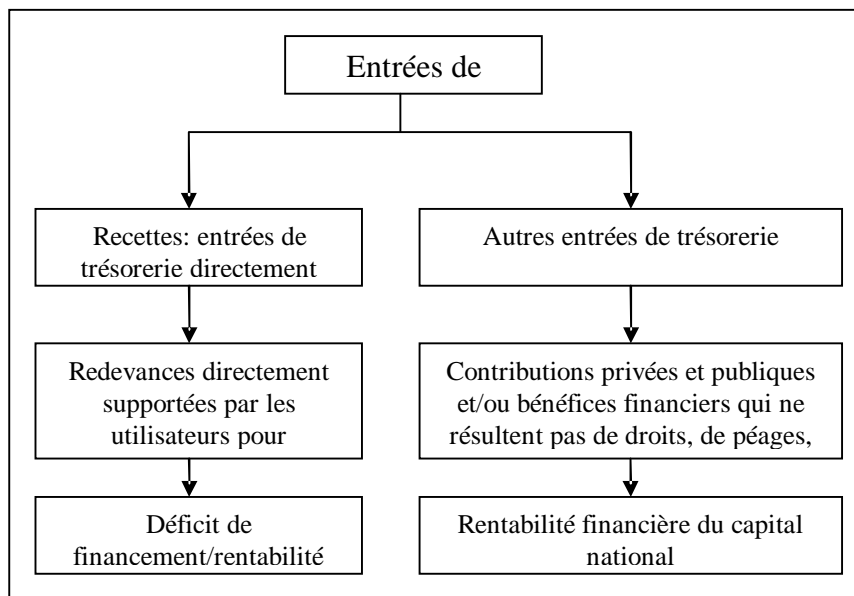 Entrées de
Recettes: entrées de
trésorerie directement
Autres entrées de trésorerie
Redevances directement
supportées par les
utilisateurs pour
Contributions privées et publiques
et/ou bénéfices financiers qui ne
résultent pas de droits, de péages,
Déficit de
financement/rentabilité
Rentabilité financière du capital
national